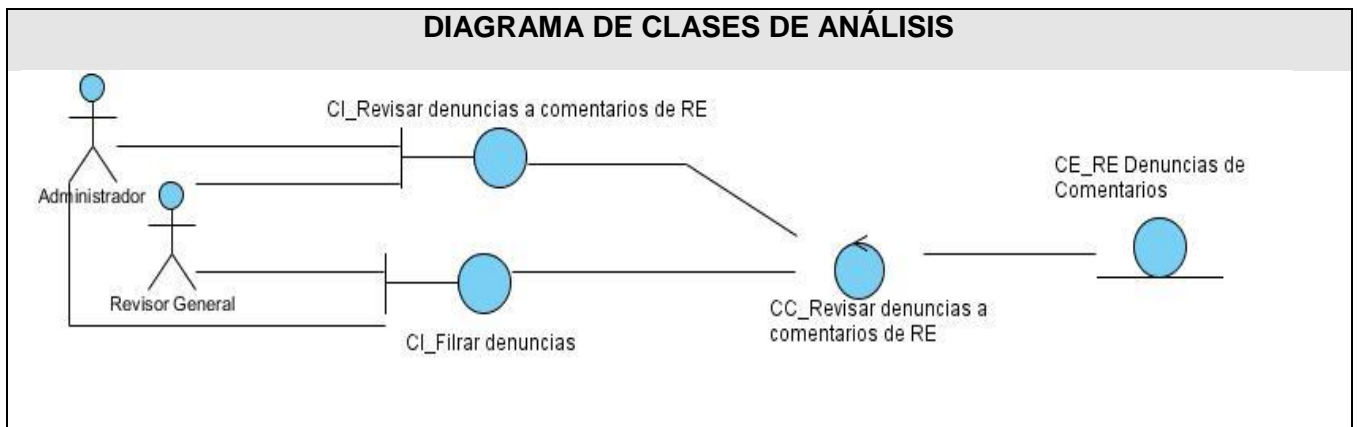 DIAGRAMA DE CLASES DE ANÁLISIS
CI_Revisar denuncias a comentarios de RE
CE_RE Denuncias de
Comentarios
Administrador
Revisor General
CI_Filrar denuncias
CC_Revisar denuncias a
comentarios de RE